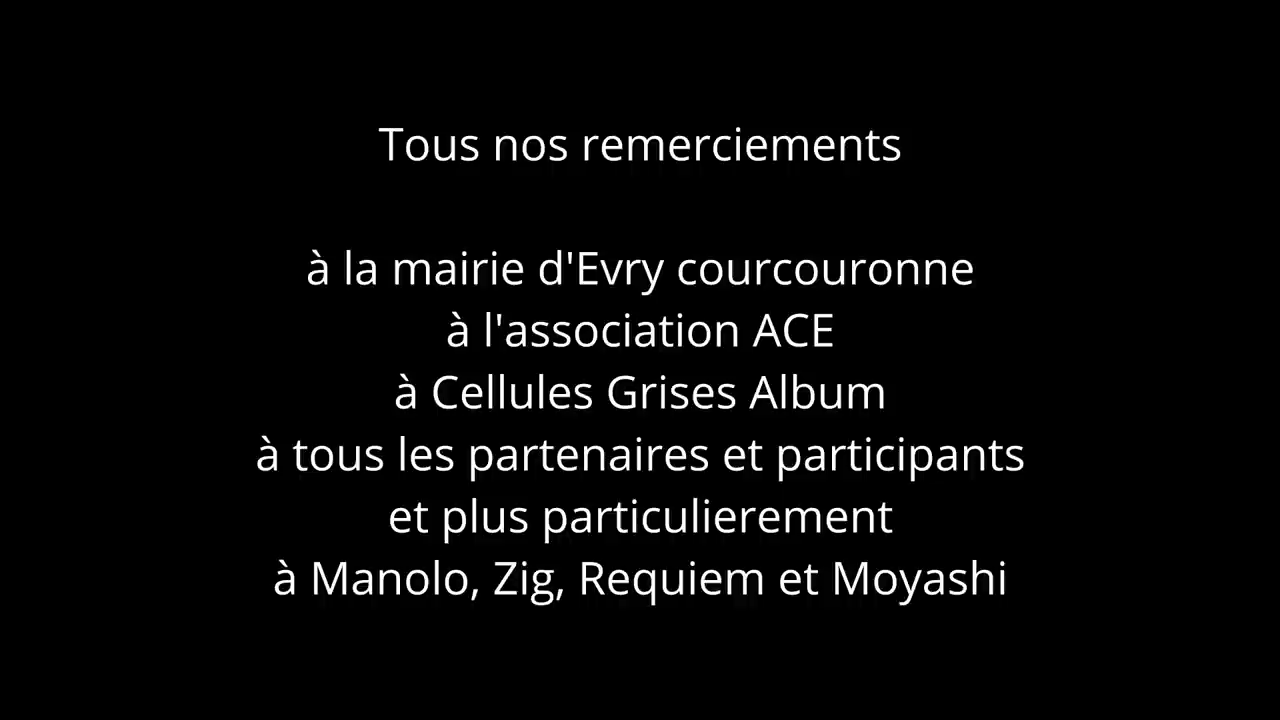 Tous nos remerciements
à la mairie d'Evry courcouronne
à l'association ACE
à Cellules Grises Album
à tous les partenaires et participants
et plus particulierement
à Manolo, Zig, Requiem et Moyashi